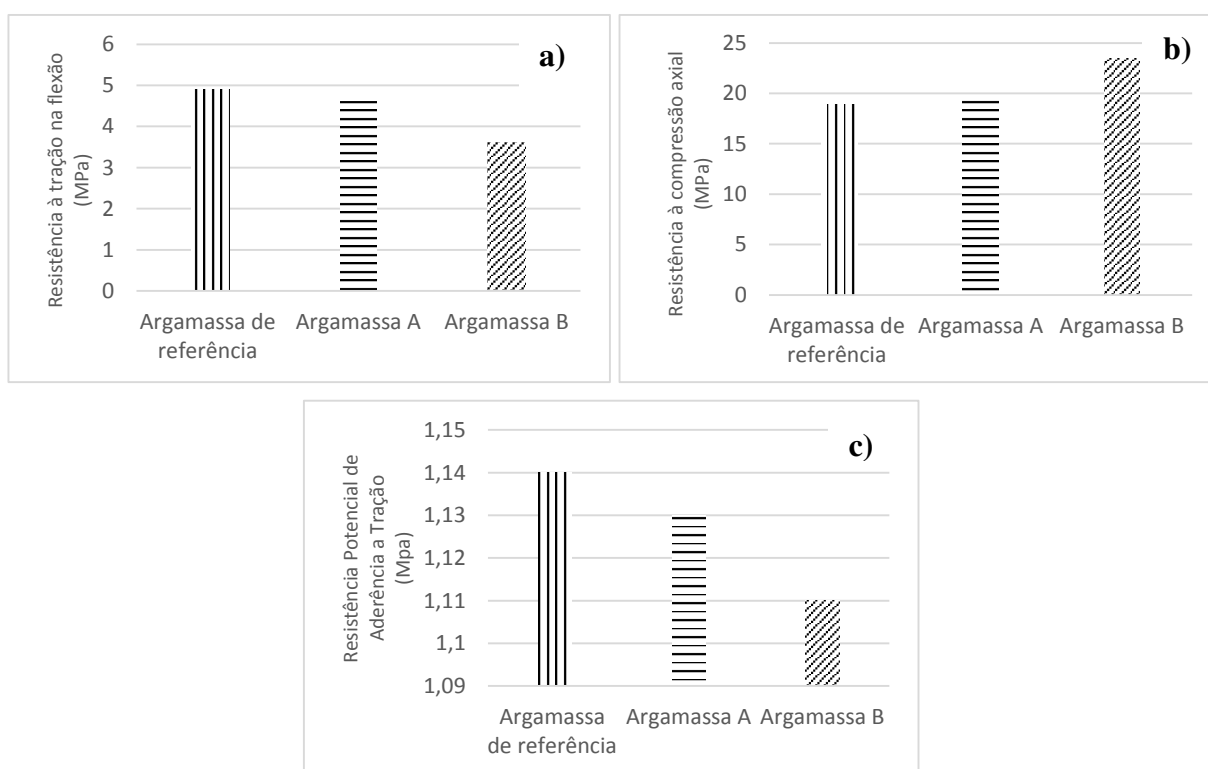 Resistência à tração na flexão
(MPa)
6
5
4
3
2
1
0
a)
Argamassa de
referência
Argamassa A
Argamassa B
Resistência à compressão axial
(MPa)
25
20
15
10
5
0
b)
Argamassa de
referência
Argamassa A
Argamassa B
Resistência Potencial de
Aderência a Tração
(Mpa)
1,15
1,14
1,13
1,12
1,11
1,1
1,09
c)
Argamassa
de referência
Argamassa A
Argamassa B